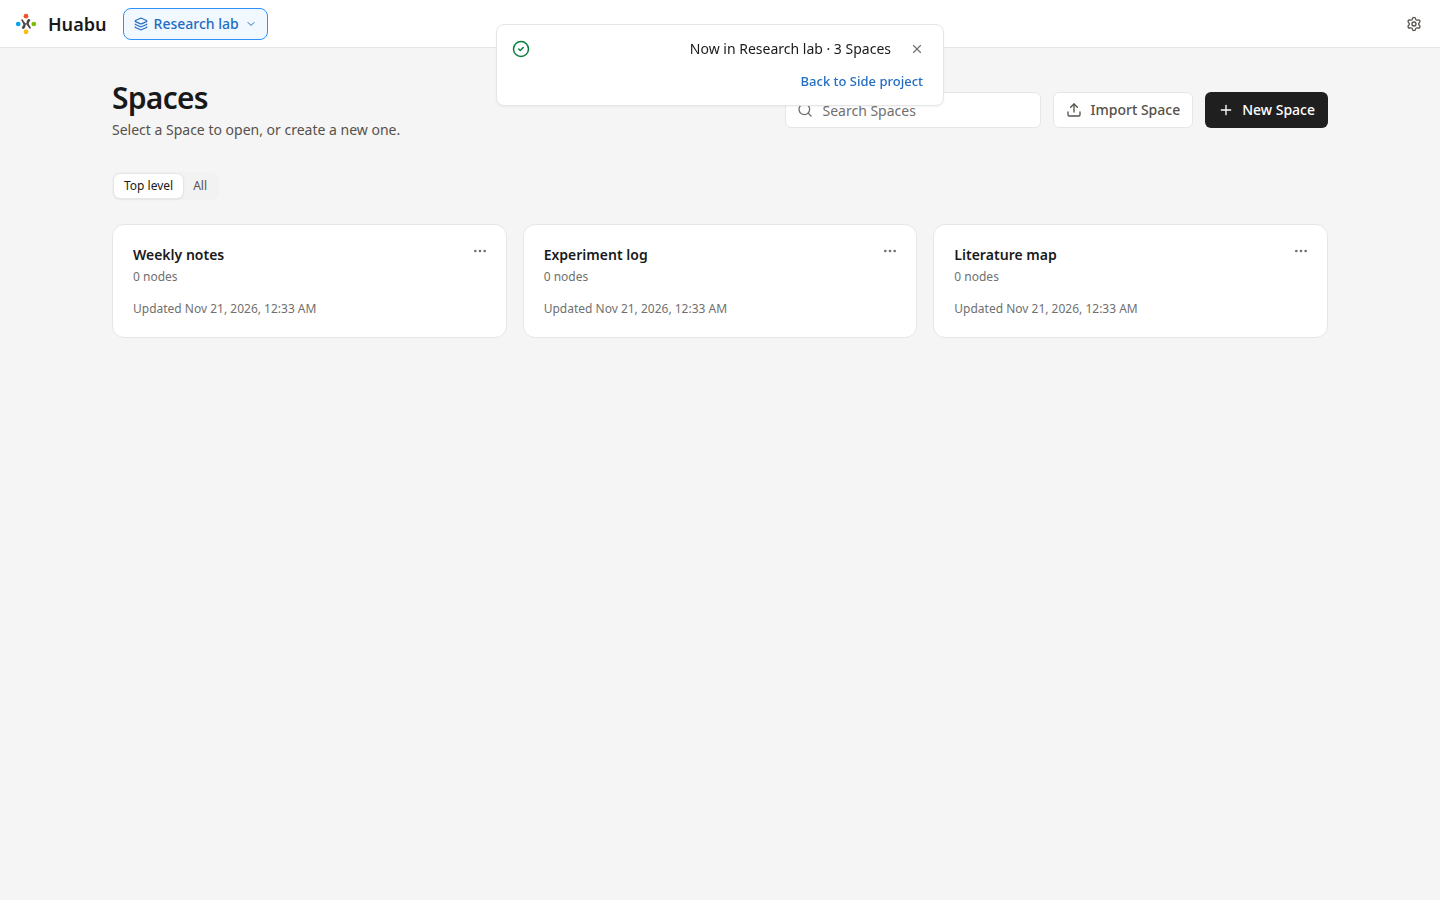 Huabu
Research lab
Now in Research lab · 3 Spaces
Back to Side project
Spaces
Select a Space to open, or create a new one.
Search Spaces
Import Space
New Space
Top level
All
Weekly notes
0 nodes
Updated Nov 21, 2026, 12:33 AM
Experiment log
0 nodes
Updated Nov 21, 2026, 12:33 AM
Literature map
0 nodes
Updated Nov 21, 2026, 12:33 AM